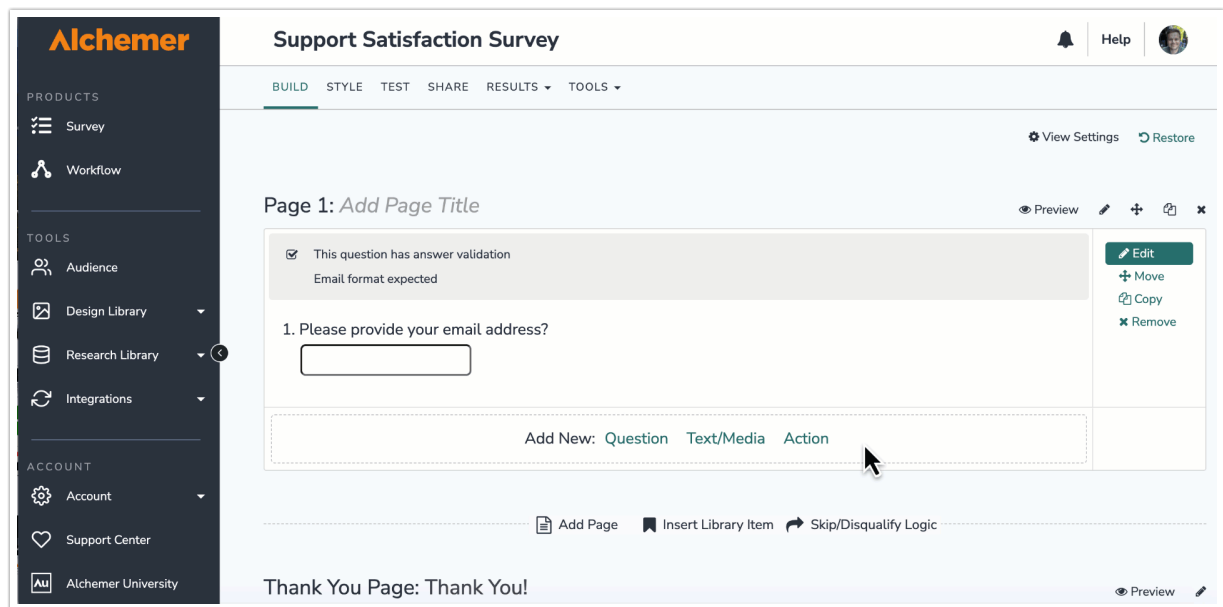 Alchemer
Support Satisfaction Survey
Help
BUILD STYLE TEST SHARE RESULTS TOOLS
PRODUCTS
Survey
Workflow
TOOLS
Audience
Design Library
Research Library
Integrations
ACCOUNT
Account
Support Center
Au Alchemer University
View Settings Restore
Page 1: Add Page Title
Preview
This question has answer validation
Email format expected
Edit
Move
Copy
Remove
1. Please provide your email address?
Add New: Question Text/Media Action
Add Page Insert Library Item Skip/Disqualify Logic
Thank You Page: Thank You!
Preview